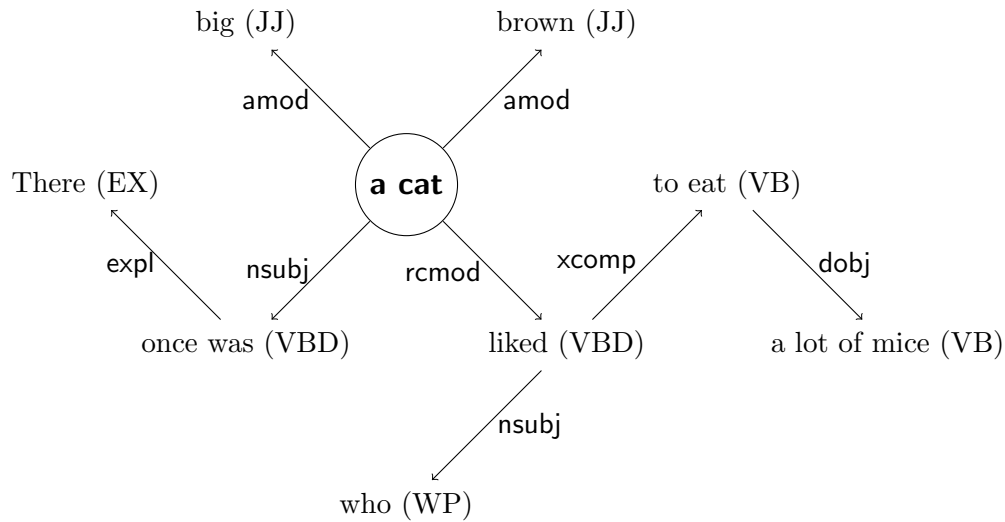 big (JJ)
brown (JJ)
amod
amod
There (EX)
a cat
to eat (VB)
expl
nsubj
rcmod
xcomp
dobj
once was (VBD)
liked (VBD)
a lot of mice (VB)
nsubj
who (WP)